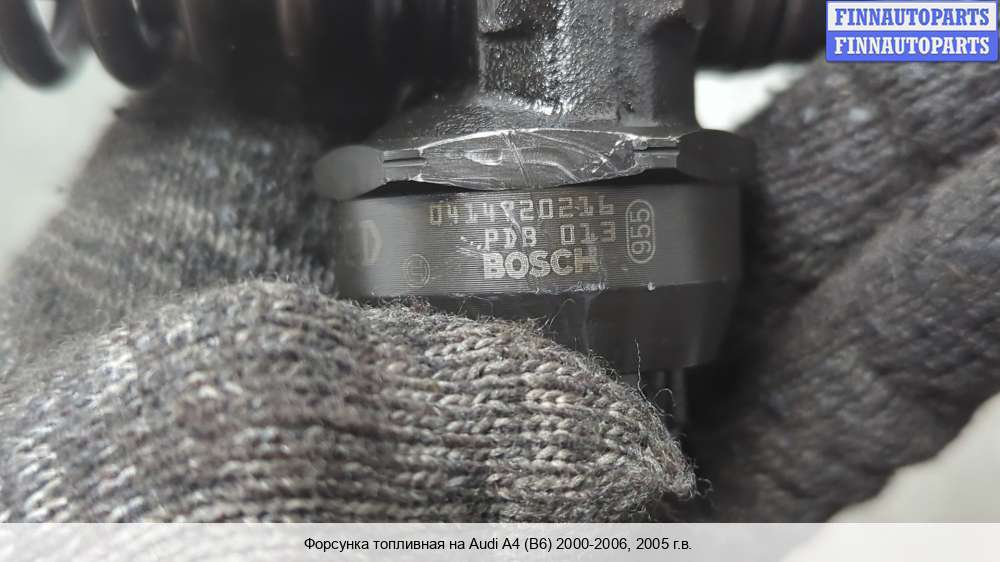 FINNAUTOPARTS
FINNAUTOPARTS
0414720216
PDB 013
955
BOSCH
Форсунка топливная на Audi A4 (B6) 2000-2006, 2005 г.в.